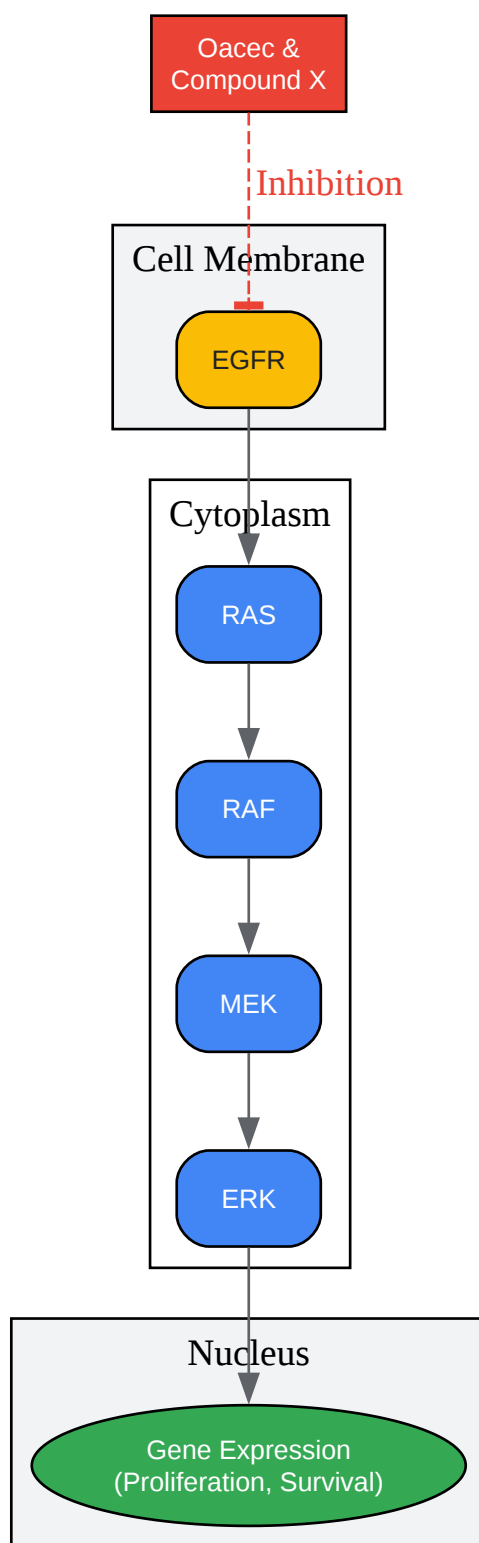 Oacec &
Compound X
Inhibition
Cell Membrane
EGFR
Cytoplasm
RAS
RAF
MEK
ERK
Nucleus
Gene Expression
(Proliferation, Survival)